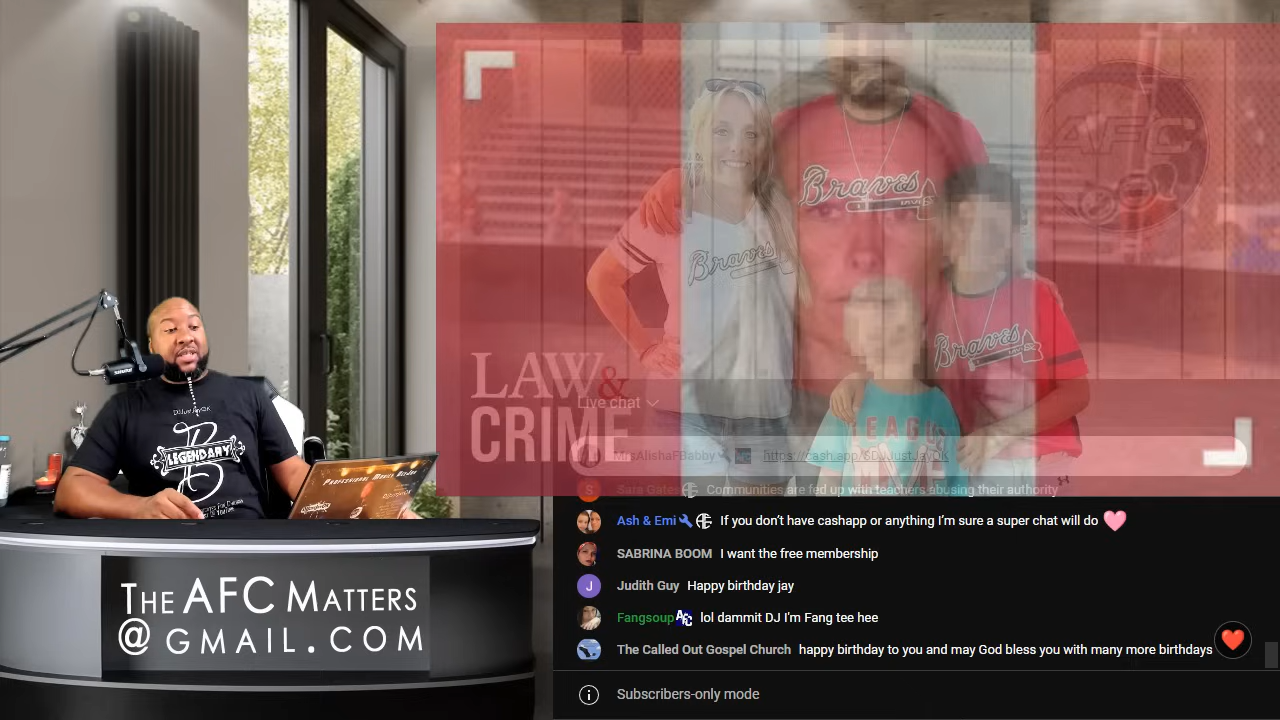 AFC
Braves
Braves
Braves
LEAGUE
LAW&
CRIME
Live chat
MrsAlishaFBabby https://cash.app/$DJJustJayOK
Sara Gates Communities are fed up with teachers abusing their authority
Ash & Emi If you don’t have cashapp or anything I’m sure a super chat will do
SABRINA BOOM I want the free membership
J Judith Guy Happy birthday jay
Fangsoup lol dammit DJ I'm Fang tee hee
The Called Out Gospel Church happy birthday to you and may God bless you with many more birthdays
Subscribers-only mode
B
LEGENDARY
THE AFC MATTERS
@GMAIL.COM